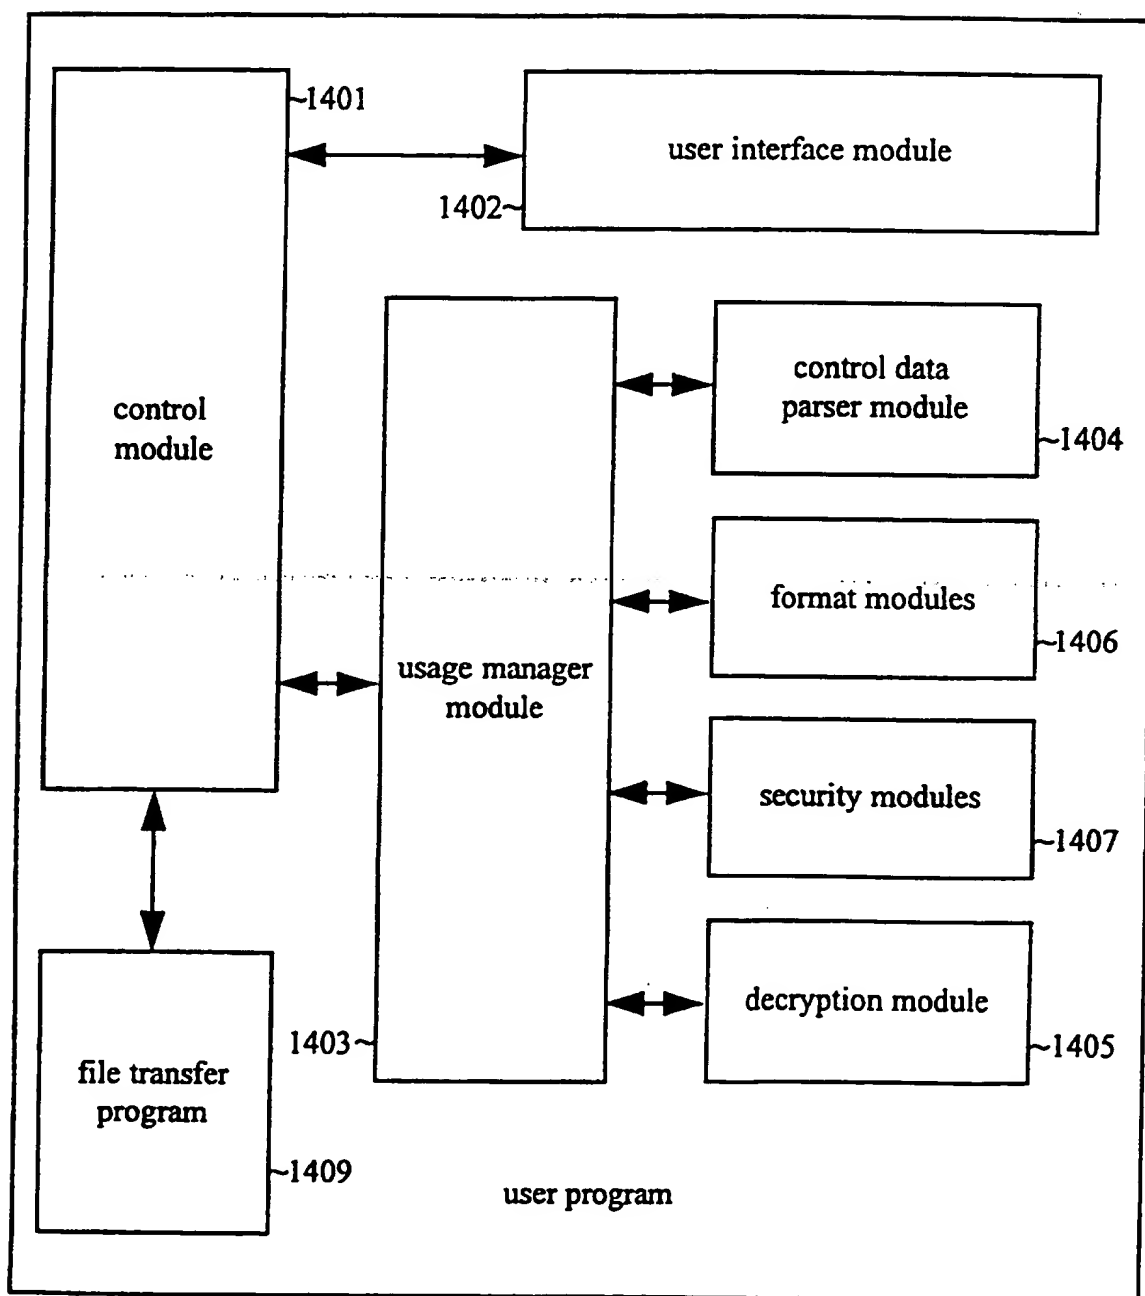 1401
user interface module
1402
control data
parser module
1404
control
module
format modules
1406
usage manager
module
security modules
1407
decryption module
1405
1403
file transfer
program
1409
user program